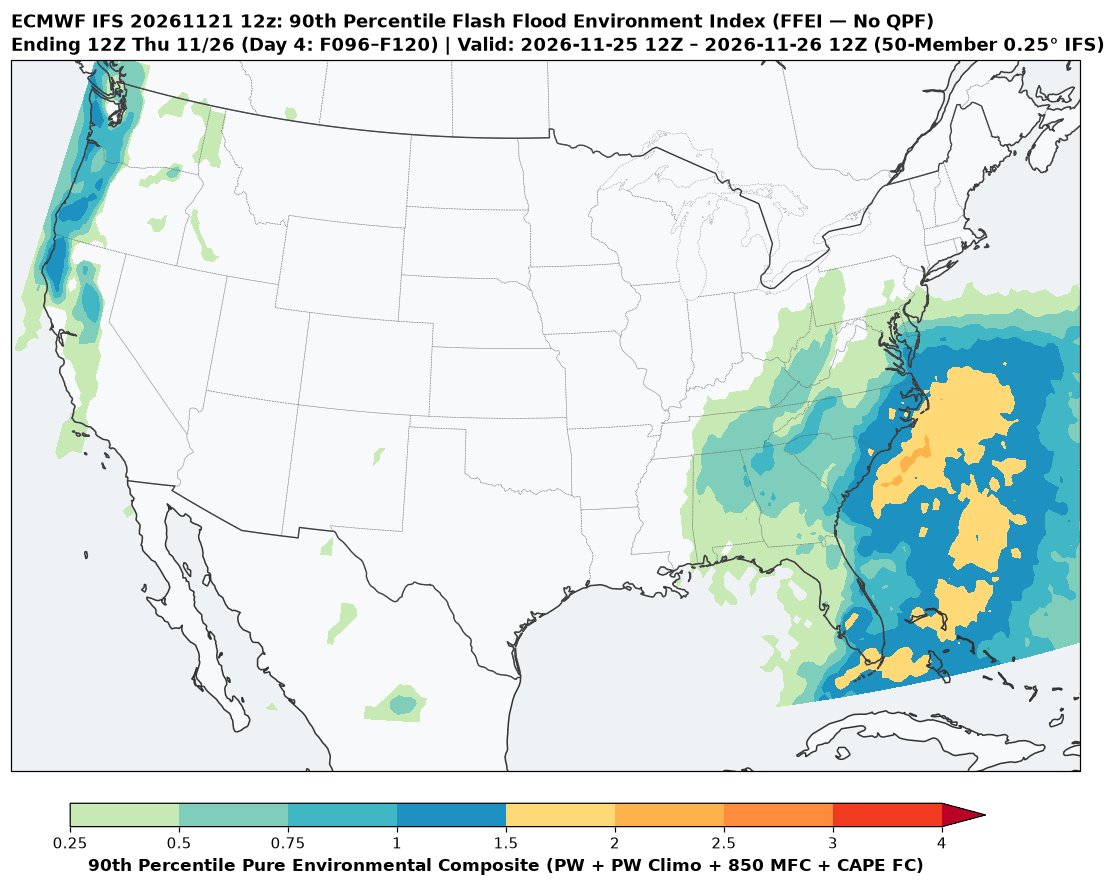 ECMWF IFS 20261121 12z: 90th Percentile Flash Flood Environment Index (FFEI — No QPF)
Ending 12Z Thu 11/26 (Day 4: F096–F120) | Valid: 2026-11-25 12Z – 2026-11-26 12Z (50-Member 0.25° IFS)
0.25 0.5 0.75 1 1.5 2 2.5 3 4
90th Percentile Pure Environmental Composite (PW + PW Climo + 850 MFC + CAPE FC)